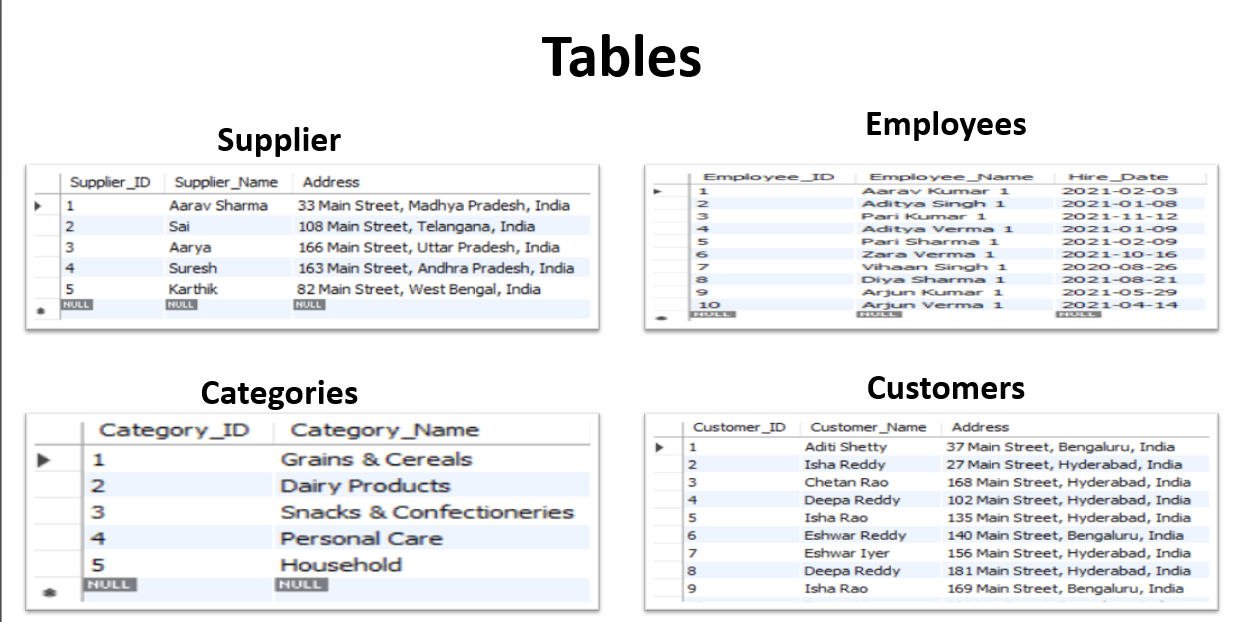 Tables
Supplier
Supplier_ID Supplier_Name Address
1 Aarav Sharma 33 Main Street, Madhya Pradesh, India
2 Sai 108 Main Street, Telangana, India
3 Aarya 166 Main Street, Uttar Pradesh, India
4 Suresh 163 Main Street, Andhra Pradesh, India
5 Karthik 82 Main Street, West Bengal, India
NULL NULL NULL
Employees
Employee_ID Employee_Name Hire_Date
1 Aarav Kumar 1 2021-02-03
2 Aditya Singh 1 2021-01-08
3 Pari Kumar 1 2021-11-12
4 Aditya Verma 1 2021-01-09
5 Pari Sharma 1 2021-02-09
6 Zara Verma 1 2021-10-16
7 Vihaan Singh 1 2020-08-26
8 Diya Sharma 1 2021-08-21
9 Arjun Kumar 1 2021-05-29
10 Arjun Verma 1 2021-04-14
NULL NULL NULL
Categories
Category_ID Category_Name
1 Grains & Cereals
2 Dairy Products
3 Snacks & Confectioneries
4 Personal Care
5 Household
NULL NULL
Customers
Customer_ID Customer_Name Address
1 Aditi Shetty 37 Main Street, Bengaluru, India
2 Isha Reddy 27 Main Street, Hyderabad, India
3 Chetan Rao 168 Main Street, Hyderabad, India
4 Deepa Reddy 102 Main Street, Hyderabad, India
5 Isha Rao 135 Main Street, Hyderabad, India
6 Eshwar Reddy 140 Main Street, Bengaluru, India
7 Eshwar Iyer 156 Main Street, Hyderabad, India
8 Deepa Reddy 181 Main Street, Hyderabad, India
9 Isha Rao 169 Main Street, Bengaluru, India